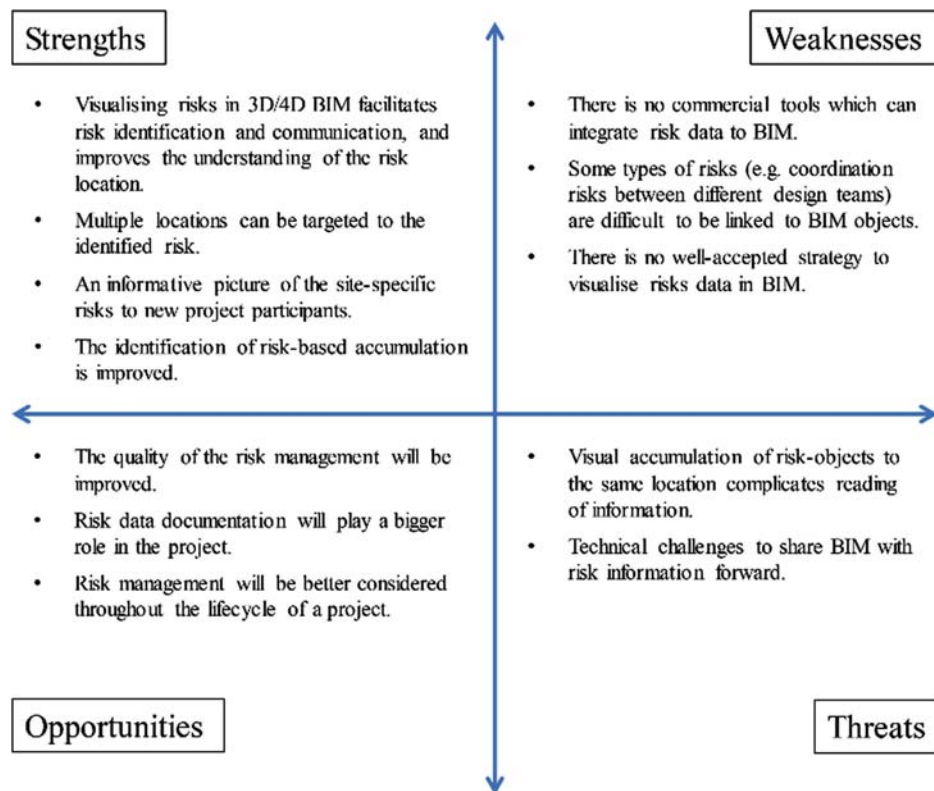 Strengths
• Visualising risks in 3D/4D BIM facilitates
risk identification and communication, and
improves the understanding of the risk
location.
• Multiple locations can be targeted to the
identified risk.
• An informative picture of the site-specific
risks to new project participants.
• The identification of risk-based accumulation
is improved.
Weaknesses
• There is no commercial tools which can
integrate risk data to BIM.
• Some types of risks (e.g. coordination
risks between different design teams)
are difficult to be linked to BIM objects.
• There is no well-accepted strategy to
visualise risks data in BIM.
• The quality of the risk management will be
improved.
• Risk data documentation will play a bigger
role in the project.
• Risk management will be better considered
throughout the lifecycle of a project.
Opportunities
• Visual accumulation of risk-objects to
the same location complicates reading
of information.
• Technical challenges to share BIM with
risk information forward.
Threats